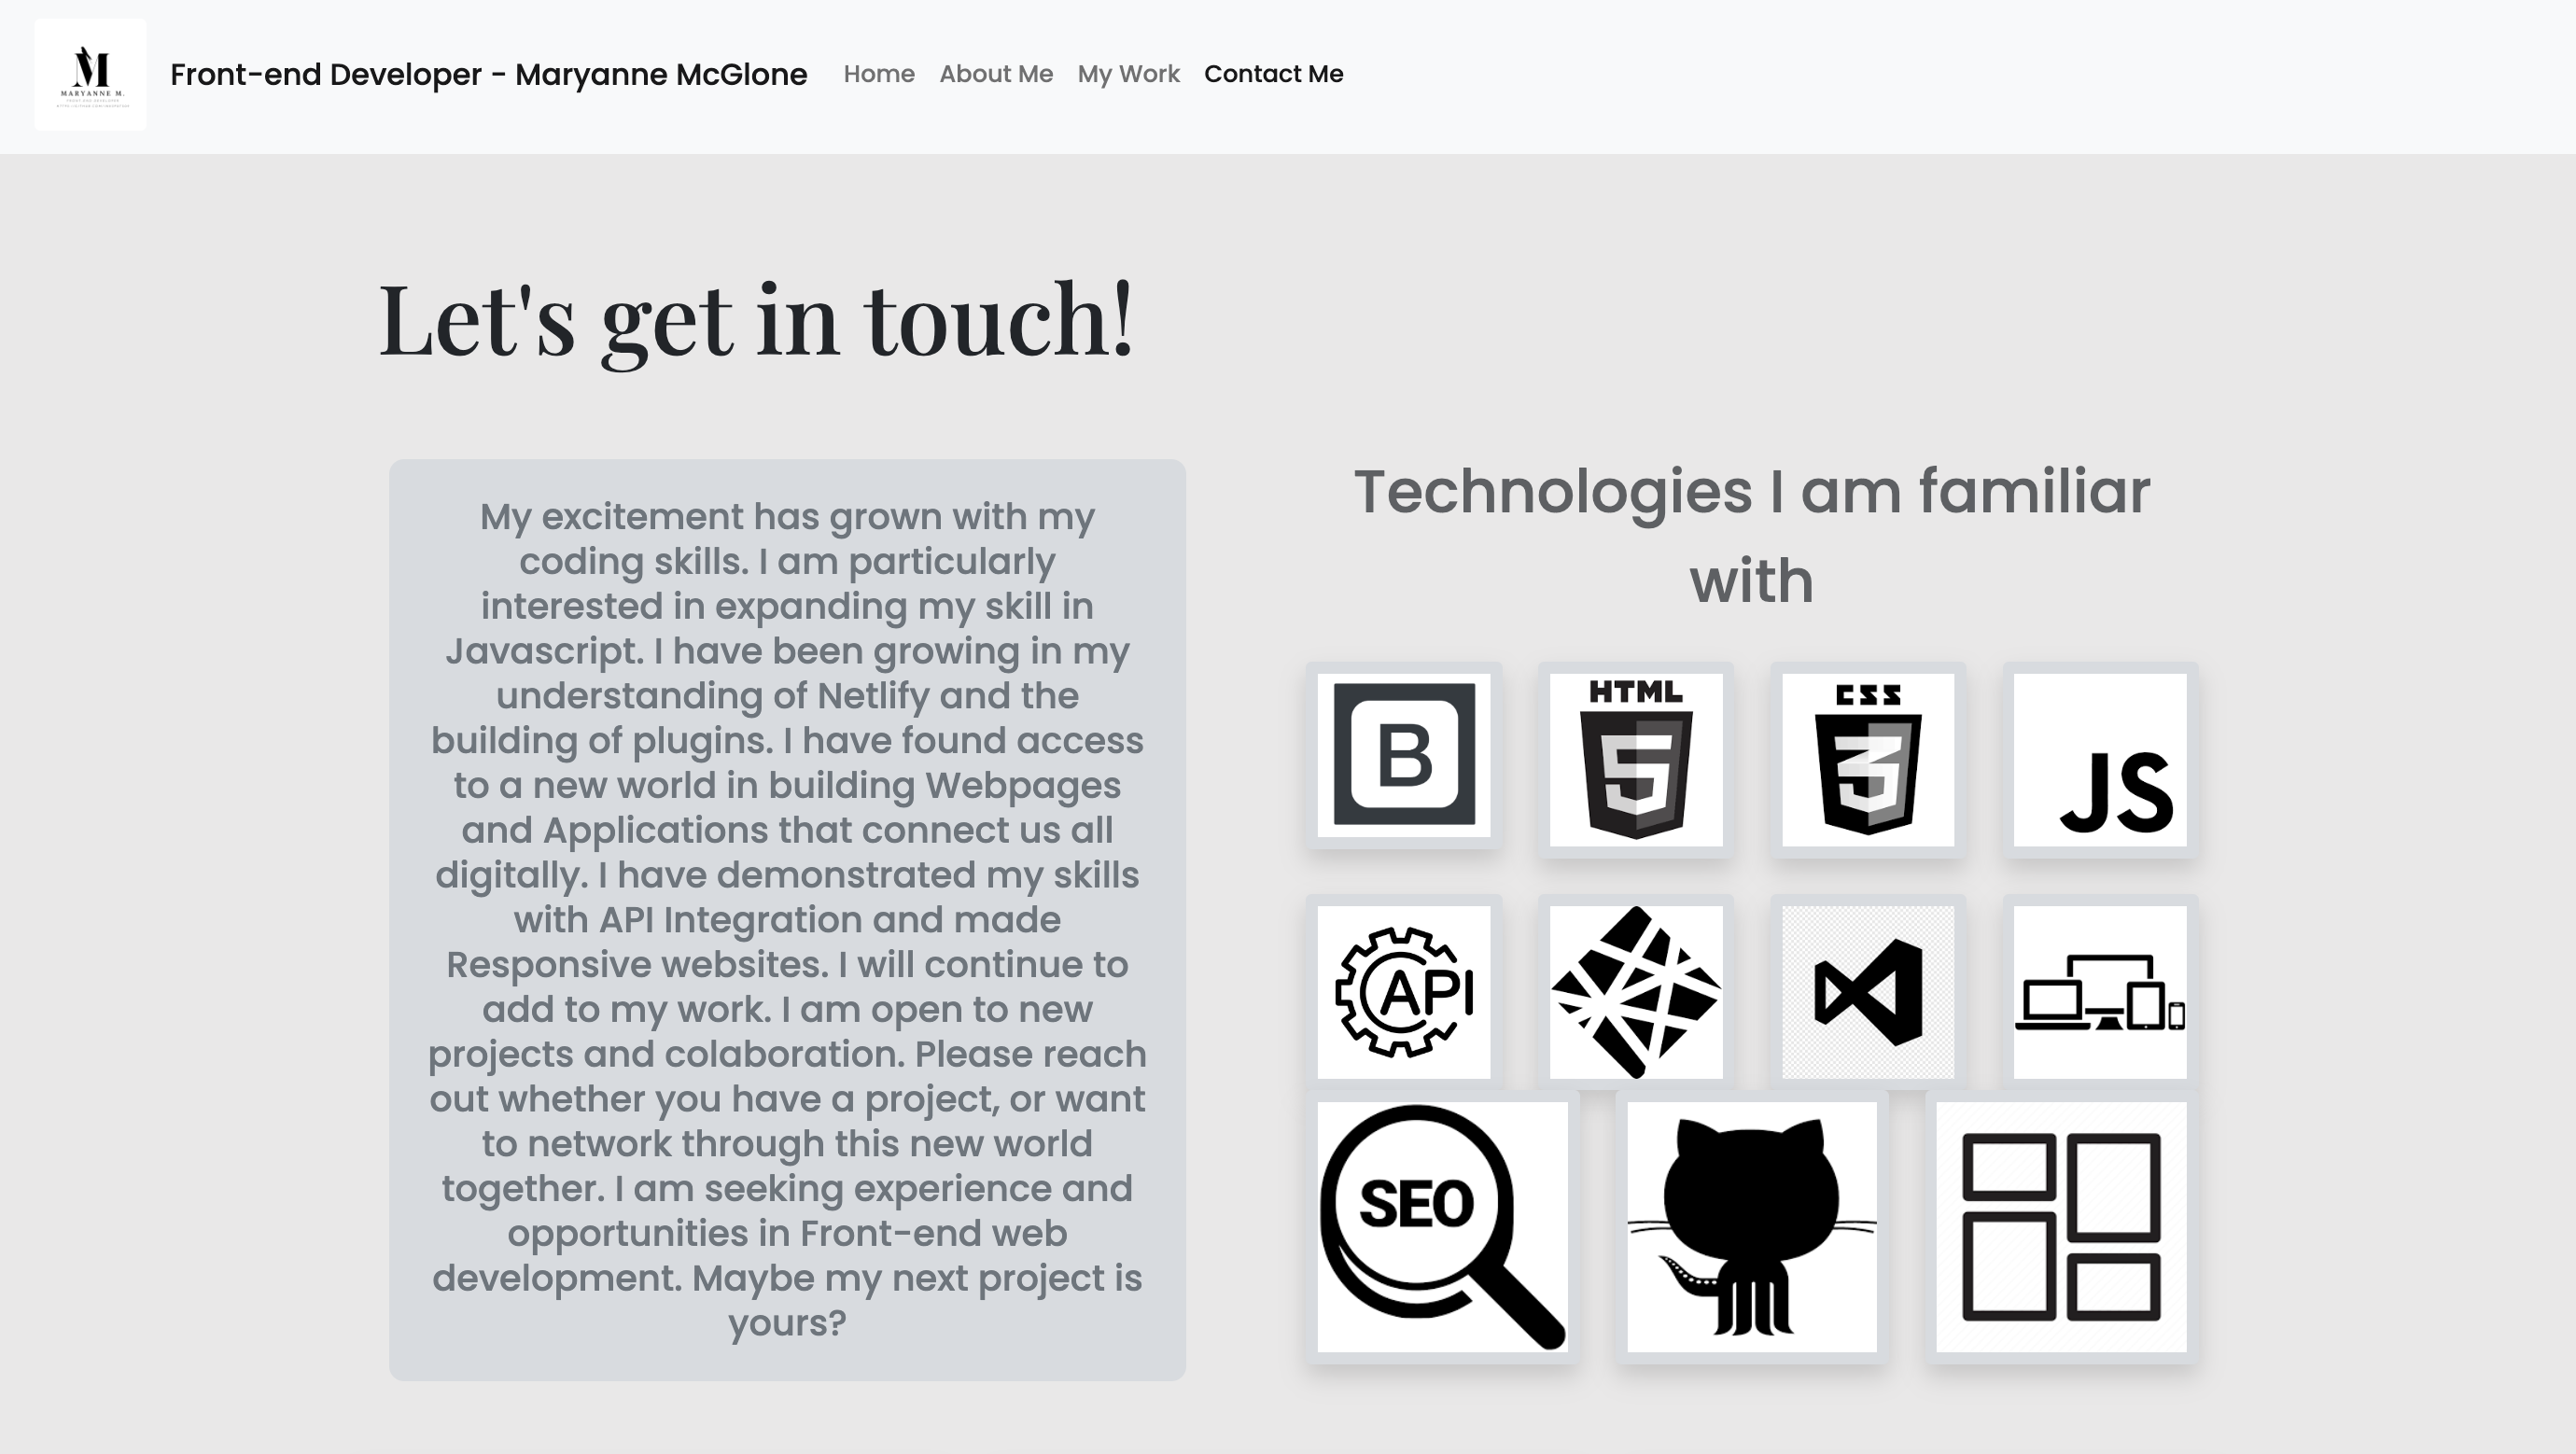 M
MARYANNE M.
Front-end Developer - Maryanne McGlone
Home
About Me
My Work
Contact Me
Let's get in touch!
My excitement has grown with my
coding skills. I am particularly
interested in expanding my skill in
Javascript. I have been growing in my
understanding of Netlify and the
building of plugins. I have found access
to a new world in building Webpages
and Applications that connect us all
digitally. I have demonstrated my skills
with API Integration and made
Responsive websites. I will continue to
add to my work. I am open to new
projects and colaboration. Please reach
out whether you have a project, or want
to network through this new world
together. I am seeking experience and
opportunities in Front-end web
development. Maybe my next project is
yours?
Technologies I am familiar
with
B
HTML
5
CSS
3
JS
API
SEO